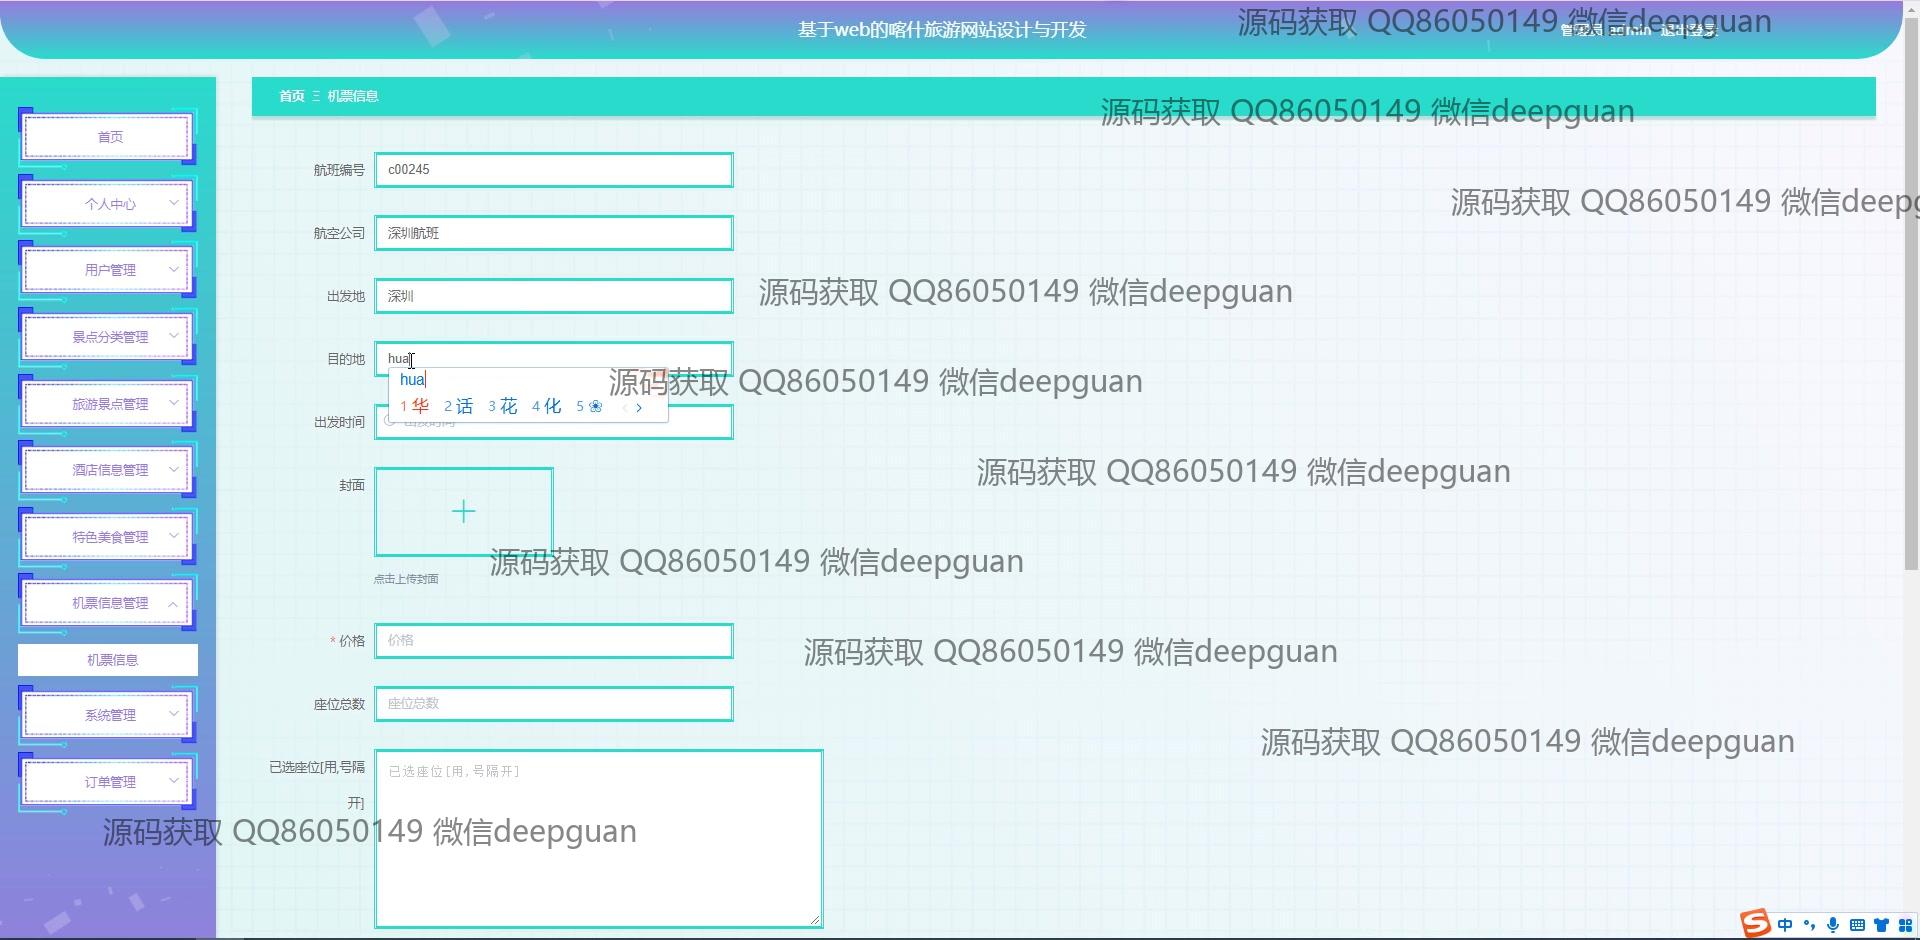 基于web的喀什旅游网站设计与开发
源码获取 QQ86050149 微信deepguan
管理员 admin 退出登录
首页 机票信息
源码获取 QQ86050149 微信deepguan
首页
航班编号 c00245
源码获取 QQ86050149 微信deepg
个人中心
航空公司 深圳航班
用户管理
出发地 深圳
源码获取 QQ86050149 微信deepguan
景点分类管理
目的地 hua
hua
源码获取 QQ86050149 微信deepguan
1 华 2 话 3 花 4 化 5 ❀
旅游景点管理
出发时间 出发时间
酒店信息管理
封面
源码获取 QQ86050149 微信deepguan
特色美食管理
源码获取 QQ86050149 微信deepguan
点击上传封面
机票信息管理
* 价格 价格
源码获取 QQ86050149 微信deepguan
机票信息
座位总数 座位总数
系统管理
源码获取 QQ86050149 微信deepguan
已选座位[用,号隔
开]
已选座位[用,号隔开]
订单管理
源码获取 QQ86050149 微信deepguan
中